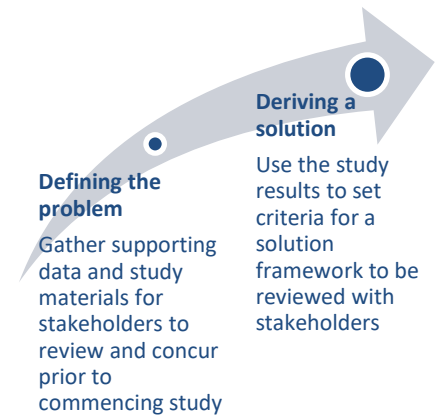 Defining the
problem
Gather supporting
data and study
materials for
stakeholders to
review and concur
prior to
commencing study
Deriving a
solution
Use the study
results to set
criteria for a
solution
framework to be
reviewed with
stakeholders